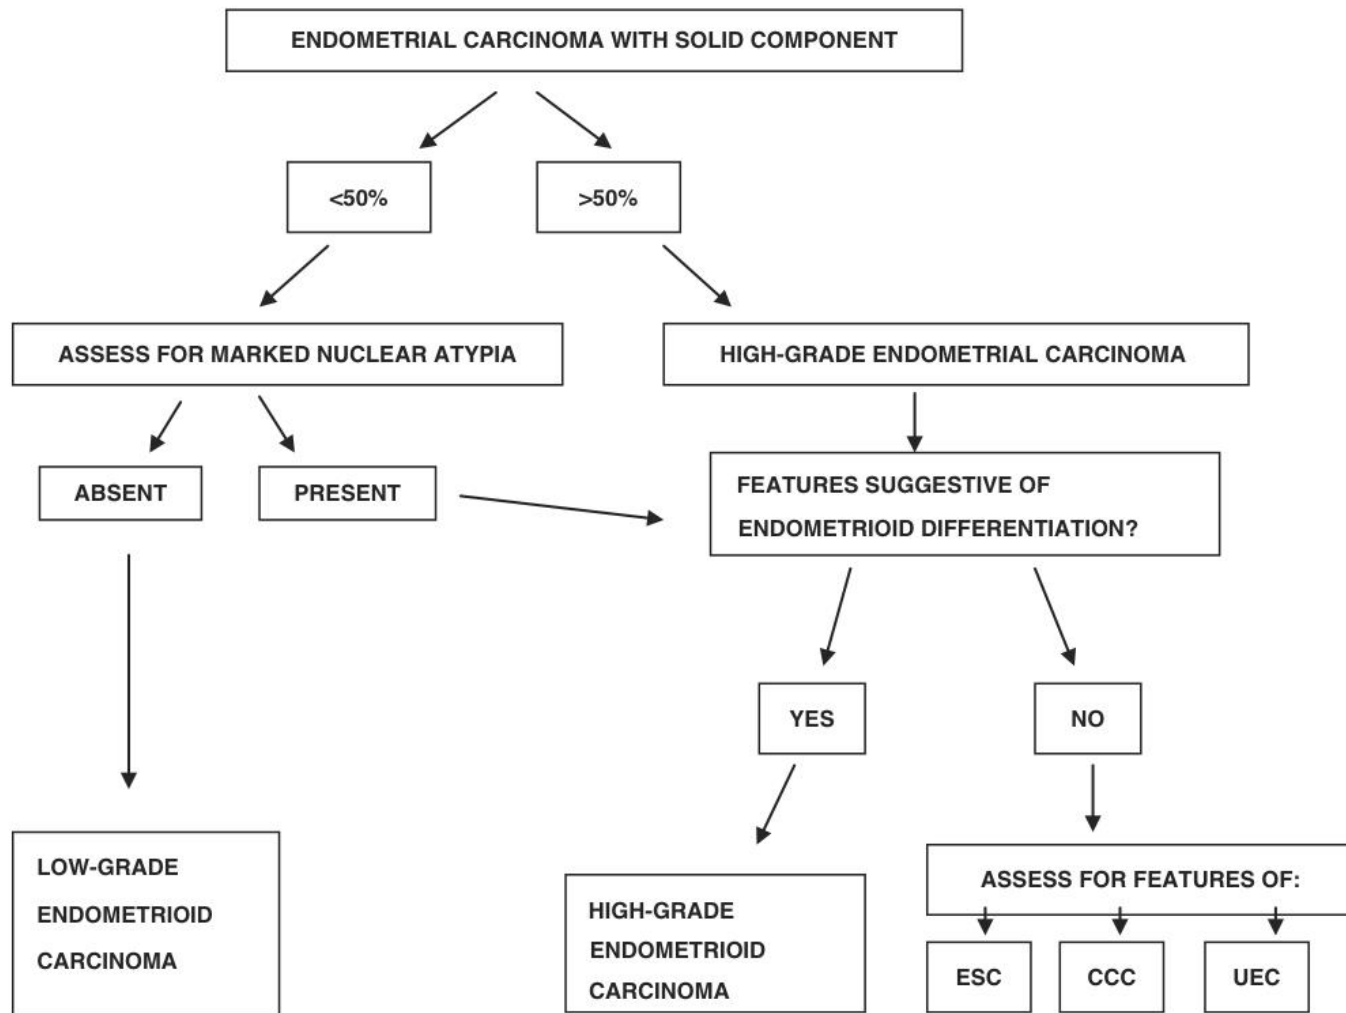 ENDOMETRIAL CARCINOMA WITH SOLID COMPONENT
<50%
>50%
ASSESS FOR MARKED NUCLEAR ATYPIA
HIGH-GRADE ENDOMETRIAL CARCINOMA
ABSENT
PRESENT
FEATURES SUGGESTIVE OF
ENDOMETRIOID DIFFERENTIATION?
YES
NO
LOW-GRADE
ENDOMETRIOID
CARCINOMA
HIGH-GRADE
ENDOMETRIOID
CARCINOMA
ASSESS FOR FEATURES OF:
ESC
CCC
UEC